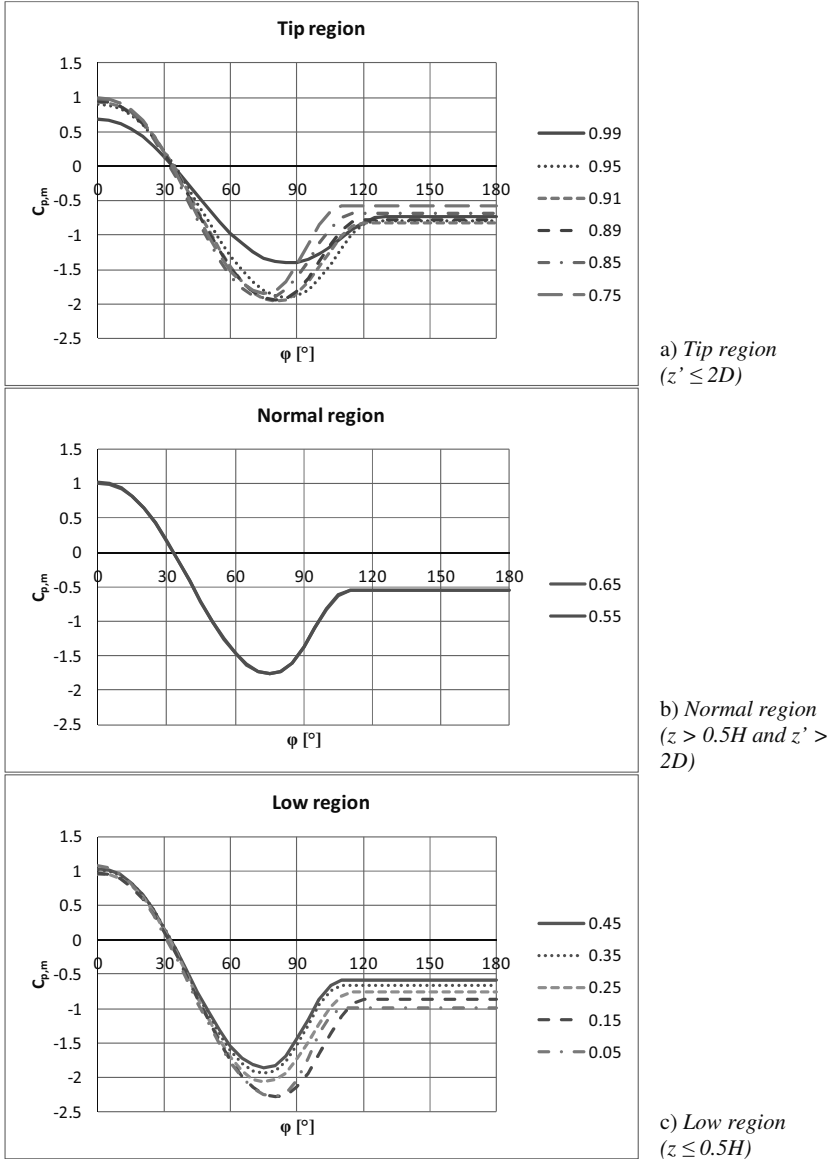 Tip region
1.5
1
0.5
0
-0.5
-1
-1.5
-2
-2.5
0 30 60 90 120 150 180
Cp,m
φ [°]
0.99
0.95
0.91
0.89
0.85
0.75
a) Tip region
(z’ ≤ 2D)
Normal region
1.5
1
0.5
0
-0.5
-1
-1.5
-2
-2.5
0 30 60 90 120 150 180
Cp,m
φ [°]
0.65
0.55
b) Normal region
(z > 0.5H and z’ >
2D)
Low region
1.5
1
0.5
0
-0.5
-1
-1.5
-2
-2.5
0 30 60 90 120 150 180
Cp,m
φ [°]
0.45
0.35
0.25
0.15
0.05
c) Low region
(z ≤ 0.5H)